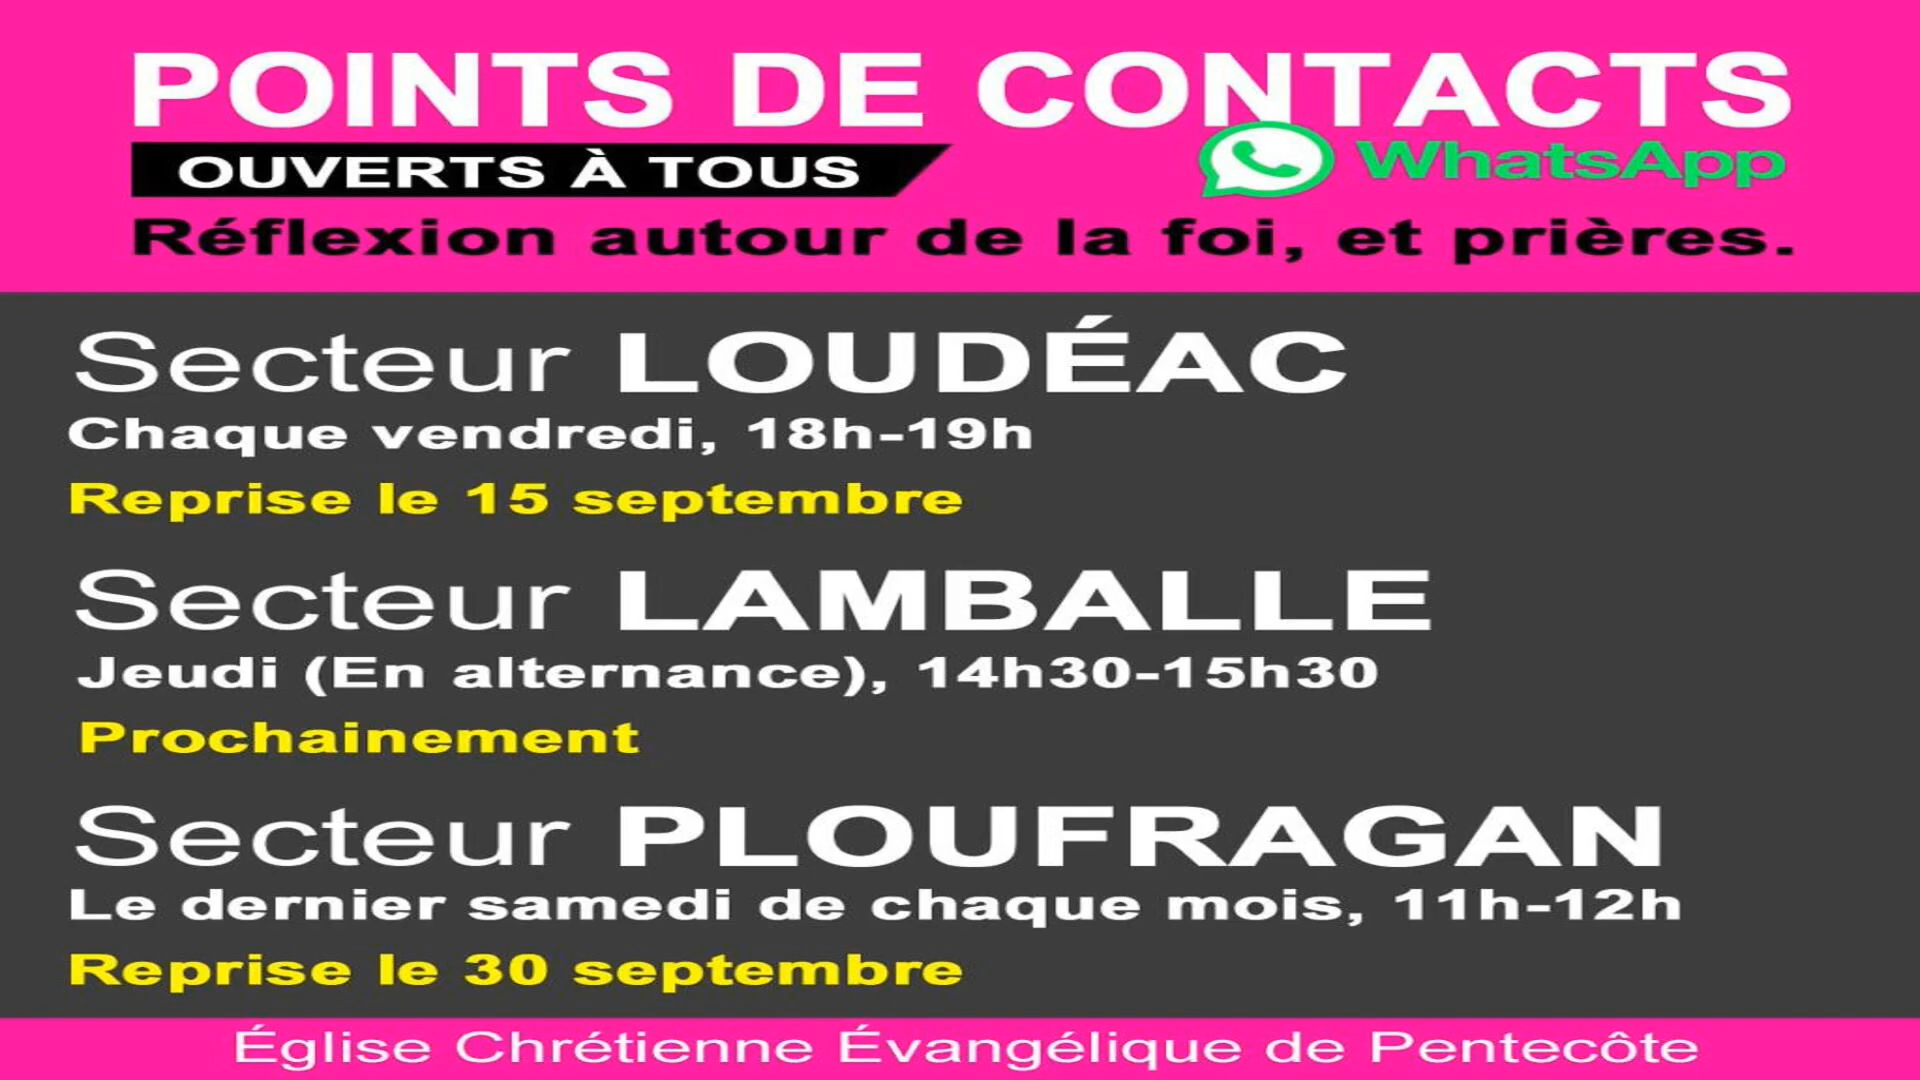 POINTS DE CONTACTS
OUVERTS À TOUS
WhatsApp
Réflexion autour de la foi, et prières.
Secteur LOUDÉAC
Chaque vendredi, 18h-19h
Reprise le 15 septembre
Secteur LAMBALLE
Jeudi (En alternance), 14h30-15h30
Prochainement
Secteur PLOUFRAGAN
Le dernier samedi de chaque mois, 11h-12h
Reprise le 30 septembre
Église Chrétienne Évangélique de Pentecôte